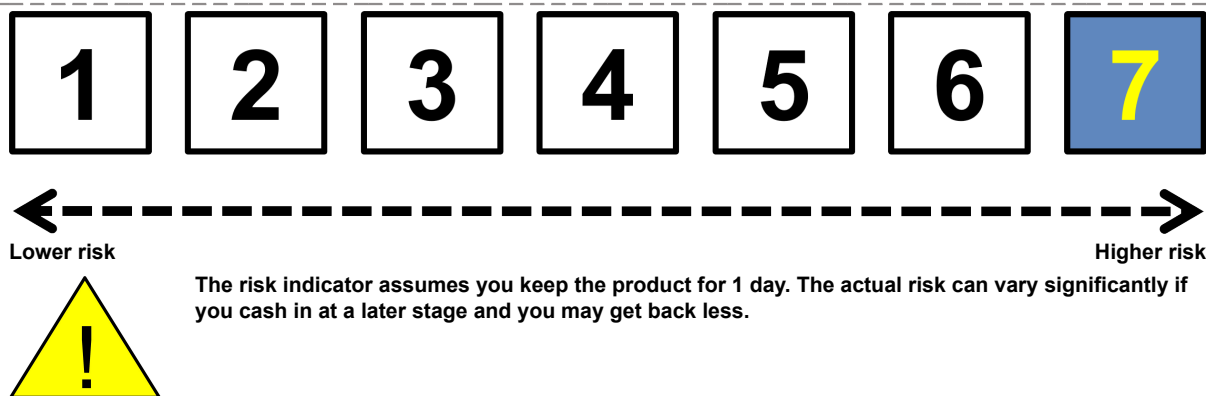 1 2 3 4 5 6 7
Lower risk Higher risk
The risk indicator assumes you keep the product for 1 day. The actual risk can vary significantly if
you cash in at a later stage and you may get back less.
!